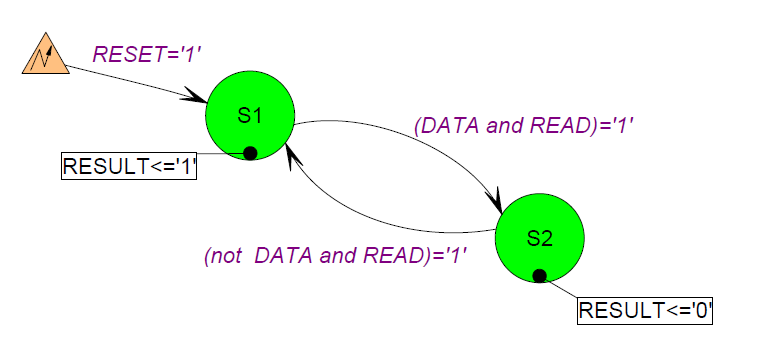 RESET='1'
S1
(DATA and READ)='1'
RESULT<='1'
S2
(not  DATA and READ)='1'
RESULT<='0'